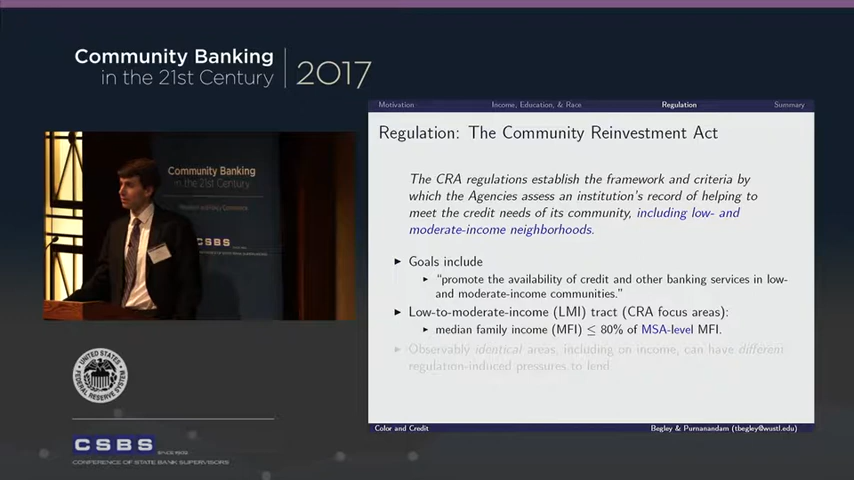 Community Banking
in the 21st Century
2017
Motivation
Income, Education, & Race
Regulation
Summary
Regulation: The Community Reinvestment Act
The CRA regulations establish the framework and criteria by
which the Agencies assess an institution's record of helping to
meet the credit needs of its community, including low- and
moderate-income neighborhoods.
▶ Goals include
▶ "promote the availability of credit and other banking services in low-
and moderate-income communities."
▶ Low-to-moderate-income (LMI) tract (CRA focus areas):
▶ median family income (MFI) ≤ 80% of MSA-level MFI.
▶ Observably identical areas, including on income, can have different
regulation-induced pressures to lend
Color and Credit
Begley & Purnanandam (tbegley@wustl.edu)
Community Banking
in the 21st Century
CSBS
UNITED STATES
FEDERAL RESERVE SYSTEM
CSBS
CONFERENCE OF STATE BANK SUPERVISORS